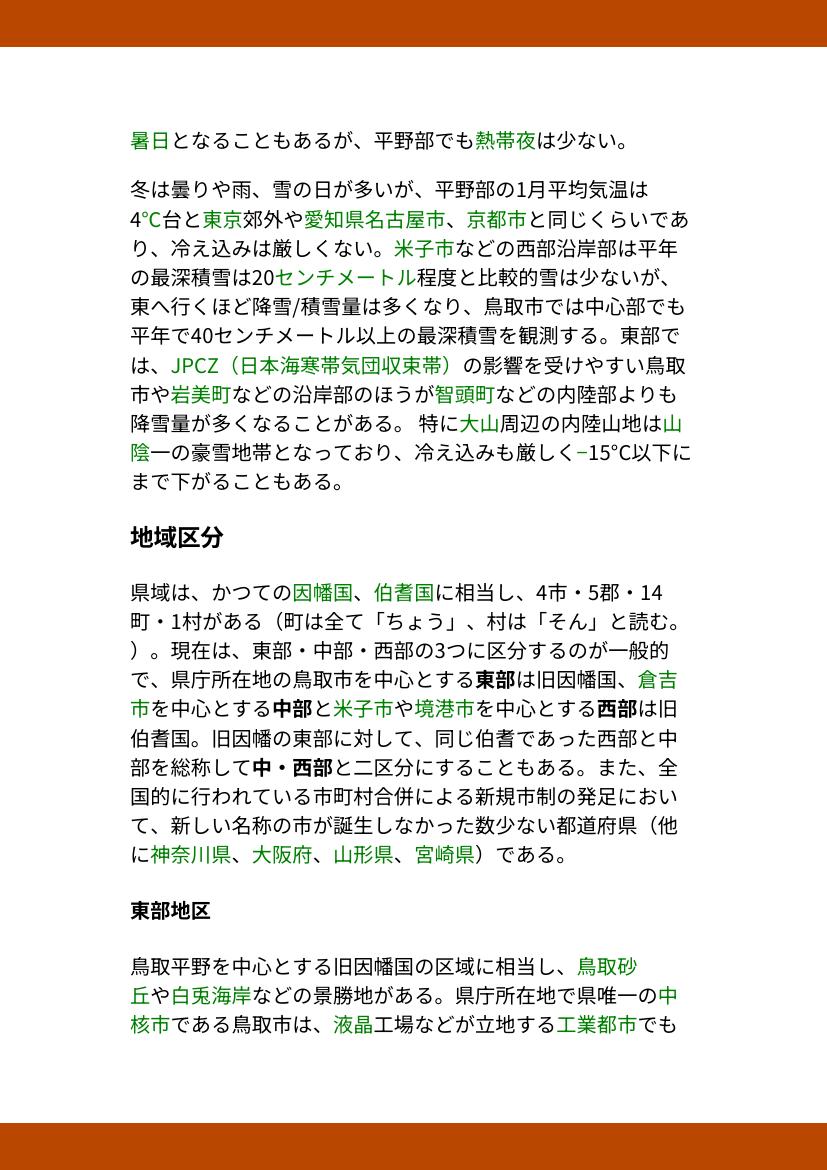 暑日となることもあるが、平野部でも熱帯夜は少ない。
冬は曇りや雨、雪の日が多いが、平野部の1月平均気温は
4℃台と東京郊外や愛知県名古屋市、京都市と同じくらいであ
り、冷え込みは厳しくない。米子市などの西部沿岸部は平年
の最深積雪は20センチメートル程度と比較的雪は少ないが、
東へ行くほど降雪/積雪量は多くなり、鳥取市では中心部でも
平年で40センチメートル以上の最深積雪を観測する。東部で
は、JPCZ（日本海寒帯気団収束帯）の影響を受けやすい鳥取
市や岩美町などの沿岸部のほうが智頭町などの内陸部よりも
降雪量が多くなることがある。 特に大山周辺の内陸山地は山
陰一の豪雪地帯となっており、冷え込みも厳しく−15℃以下に
まで下がることもある。
地域区分
県域は、かつての因幡国、伯耆国に相当し、4市・5郡・14
町・1村がある（町は全て「ちょう」、村は「そん」と読む。
）。現在は、東部・中部・西部の3つに区分するのが一般的
で、県庁所在地の鳥取市を中心とする東部は旧因幡国、倉吉
市を中心とする中部と米子市や境港市を中心とする西部は旧
伯耆国。旧因幡の東部に対して、同じ伯耆であった西部と中
部を総称して中・西部と二区分にすることもある。また、全
国的に行われている市町村合併による新規市制の発足におい
て、新しい名称の市が誕生しなかった数少ない都道府県（他
に神奈川県、大阪府、山形県、宮崎県）である。
東部地区
鳥取平野を中心とする旧因幡国の区域に相当し、鳥取砂
丘や白兎海岸などの景勝地がある。県庁所在地で県唯一の中
核市である鳥取市は、液晶工場などが立地する工業都市でも